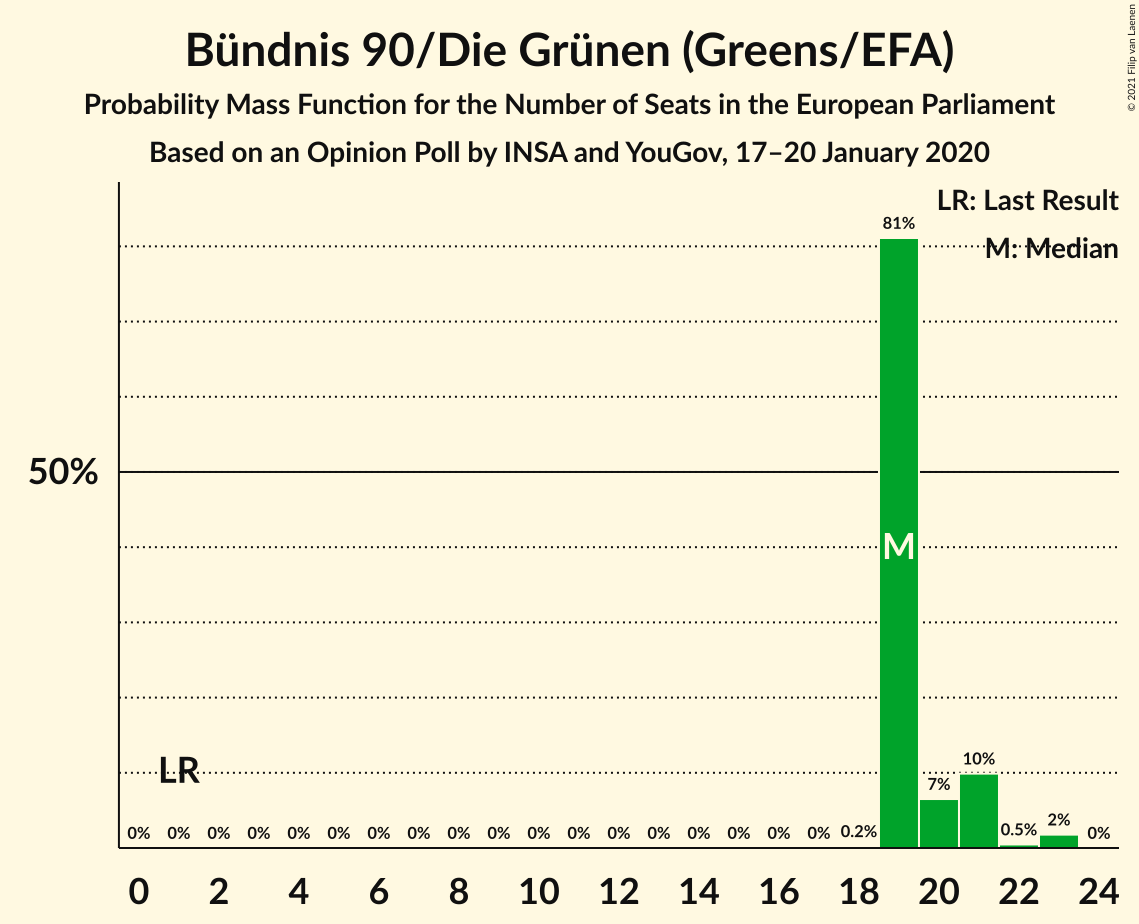 Bündnis 90/Die Grünen (Greens/EFA)
Probability Mass Function for the Number of Seats in the European Parliament
Based on an Opinion Poll by INSA and YouGov, 17–20 January 2020
© 2021 Filip van Laenen
LR: Last Result
M: Median
81%
50%
M
LR
10%
7%
0% 0% 0% 0% 0% 0% 0% 0% 0% 0% 0% 0% 0% 0% 0% 0% 0% 0% 0.2% 0.5% 2% 0%
0 2 4 6 8 10 12 14 16 18 20 22 24